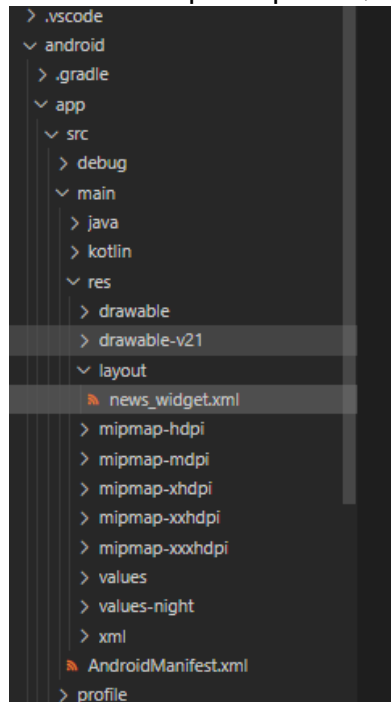 .vscode
android
.gradle
app
src
debug
main
java
kotlin
res
drawable
drawable-v21
layout
news_widget.xml
mipmap-hdpi
mipmap-mdpi
mipmap-xhdpi
mipmap-xxhdpi
mipmap-xxxhdpi
values
values-night
xml
AndroidManifest.xml
profile